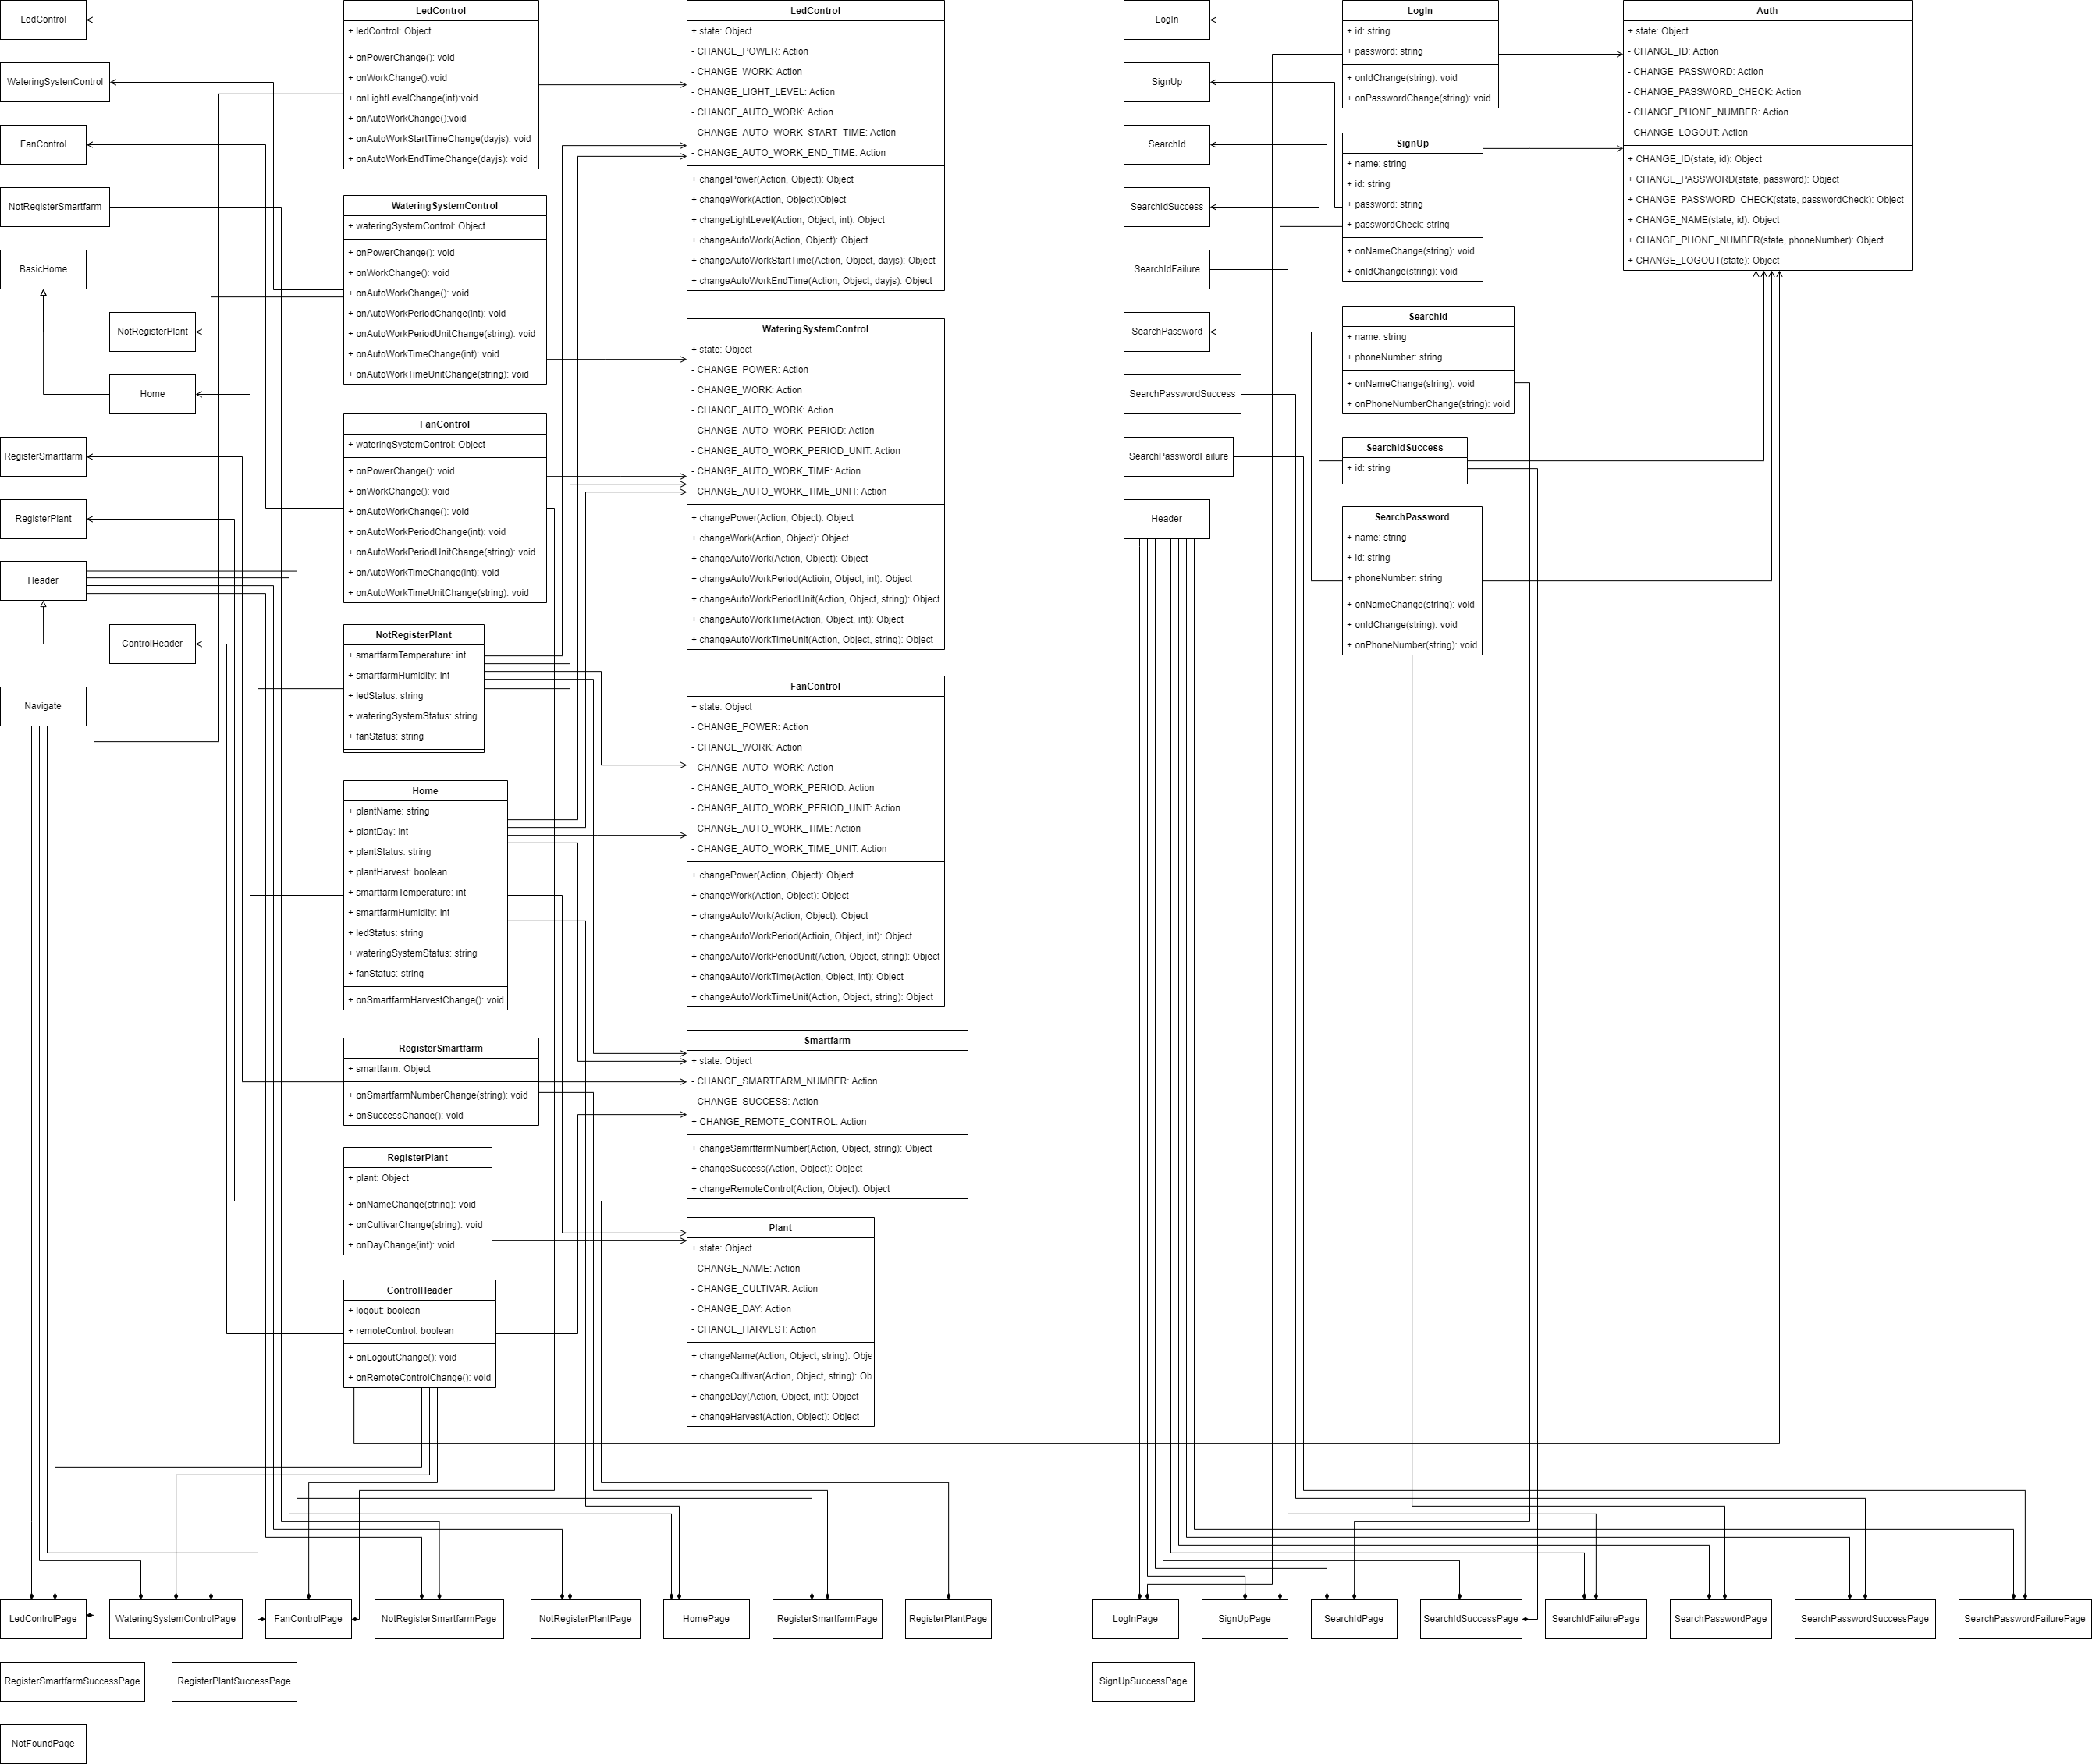 LedControl
WateringSystenControl
FanControl
NotRegisterSmartfarm
BasicHome
NotRegisterPlant
Home
RegisterSmartfarm
RegisterPlant
Header
ControlHeader
Navigate
LedControl
+ ledControl: Object
+ onPowerChange(): void
+ onWorkChange():void
+ onLightLevelChange(int):void
+ onAutoWorkChange():void
+ onAutoWorkStartTimeChange(dayjs): void
+ onAutoWorkEndTimeChange(dayjs): void
WateringSystemControl
+ wateringSystemControl: Object
+ onPowerChange(): void
+ onWorkChange(): void
+ onAutoWorkChange(): void
+ onAutoWorkPeriodChange(int): void
+ onAutoWorkPeriodUnitChange(string): void
+ onAutoWorkTimeChange(int): void
+ onAutoWorkTimeUnitChange(string): void
FanControl
+ wateringSystemControl: Object
+ onPowerChange(): void
+ onWorkChange(): void
+ onAutoWorkChange(): void
+ onAutoWorkPeriodChange(int): void
+ onAutoWorkPeriodUnitChange(string): void
+ onAutoWorkTimeChange(int): void
+ onAutoWorkTimeUnitChange(string): void
NotRegisterPlant
+ smartfarmTemperature: int
+ smartfarmHumidity: int
+ ledStatus: string
+ wateringSystemStatus: string
+ fanStatus: string
Home
+ plantName: string
+ plantDay: int
+ plantStatus: string
+ plantHarvest: boolean
+ smartfarmTemperature: int
+ smartfarmHumidity: int
+ ledStatus: string
+ wateringSystemStatus: string
+ fanStatus: string
+ onSmartfarmHarvestChange(): void
RegisterSmartfarm
+ smartfarm: Object
+ onSmartfarmNumberChange(string): void
+ onSuccessChange(): void
RegisterPlant
+ plant: Object
+ onNameChange(string): void
+ onCultivarChange(string): void
+ onDayChange(int): void
ControlHeader
+ logout: boolean
+ remoteControl: boolean
+ onLogoutChange(): void
+ onRemoteControlChange(): void
LedControl
+ state: Object
- CHANGE_POWER: Action
- CHANGE_WORK: Action
- CHANGE_LIGHT_LEVEL: Action
- CHANGE_AUTO_WORK: Action
- CHANGE_AUTO_WORK_START_TIME: Action
- CHANGE_AUTO_WORK_END_TIME: Action
+ changePower(Action, Object): Object
+ changeWork(Action, Object):Object
+ changeLightLevel(Action, Object, int): Object
+ changeAutoWork(Action, Object): Object
+ changeAutoWorkStartTime(Action, Object, dayjs): Object
+ changeAutoWorkEndTime(Action, Object, dayjs): Object
WateringSystemControl
+ state: Object
- CHANGE_POWER: Action
- CHANGE_WORK: Action
- CHANGE_AUTO_WORK: Action
- CHANGE_AUTO_WORK_PERIOD: Action
- CHANGE_AUTO_WORK_PERIOD_UNIT: Action
- CHANGE_AUTO_WORK_TIME: Action
- CHANGE_AUTO_WORK_TIME_UNIT: Action
+ changePower(Action, Object): Object
+ changeWork(Action, Object): Object
+ changeAutoWork(Action, Object): Object
+ changeAutoWorkPeriod(Actioin, Object, int): Object
+ changeAutoWorkPeriodUnit(Action, Object, string): Object
+ changeAutoWorkTime(Action, Object, int): Object
+ changeAutoWorkTimeUnit(Action, Object, string): Object
FanControl
+ state: Object
- CHANGE_POWER: Action
- CHANGE_WORK: Action
- CHANGE_AUTO_WORK: Action
- CHANGE_AUTO_WORK_PERIOD: Action
- CHANGE_AUTO_WORK_PERIOD_UNIT: Action
- CHANGE_AUTO_WORK_TIME: Action
- CHANGE_AUTO_WORK_TIME_UNIT: Action
+ changePower(Action, Object): Object
+ changeWork(Action, Object): Object
+ changeAutoWork(Action, Object): Object
+ changeAutoWorkPeriod(Actioin, Object, int): Object
+ changeAutoWorkPeriodUnit(Action, Object, string): Object
+ changeAutoWorkTime(Action, Object, int): Object
+ changeAutoWorkTimeUnit(Action, Object, string): Object
Smartfarm
+ state: Object
- CHANGE_SMARTFARM_NUMBER: Action
- CHANGE_SUCCESS: Action
+ CHANGE_REMOTE_CONTROL: Action
+ changeSamrtfarmNumber(Action, Object, string): Object
+ changeSuccess(Action, Object): Object
+ changeRemoteControl(Action, Object): Object
Plant
+ state: Object
- CHANGE_NAME: Action
- CHANGE_CULTIVAR: Action
- CHANGE_DAY: Action
- CHANGE_HARVEST: Action
+ changeName(Action, Object, string): Obje
+ changeCultivar(Action, Object, string): Ob
+ changeDay(Action, Object, int): Object
+ changeHarvest(Action, Object): Object
LogIn
SignUp
SearchId
SearchIdSuccess
SearchIdFailure
SearchPassword
SearchPasswordSuccess
SearchPasswordFailure
Header
LogIn
+ id: string
+ password: string
+ onIdChange(string): void
+ onPasswordChange(string): void
SignUp
+ name: string
+ id: string
+ password: string
+ passwordCheck: string
+ onNameChange(string): void
+ onIdChange(string): void
SearchId
+ name: string
+ phoneNumber: string
+ onNameChange(string): void
+ onPhoneNumberChange(string): void
SearchIdSuccess
+ id: string
SearchPassword
+ name: string
+ id: string
+ phoneNumber: string
+ onNameChange(string): void
+ onIdChange(string): void
+ onPhoneNumber(string): void
Auth
+ state: Object
- CHANGE_ID: Action
- CHANGE_PASSWORD: Action
- CHANGE_PASSWORD_CHECK: Action
- CHANGE_PHONE_NUMBER: Action
- CHANGE_LOGOUT: Action
+ CHANGE_ID(state, id): Object
+ CHANGE_PASSWORD(state, password): Object
+ CHANGE_PASSWORD_CHECK(state, passwordCheck): Object
+ CHANGE_NAME(state, id): Object
+ CHANGE_PHONE_NUMBER(state, phoneNumber): Object
+ CHANGE_LOGOUT(state): Object
LedControlPage
WateringSystemControlPage
FanControlPage
NotRegisterSmartfarmPage
NotRegisterPlantPage
HomePage
RegisterSmartfarmPage
RegisterPlantPage
LogInPage
SignUpPage
SearchIdPage
SearchIdSuccessPage
SearchIdFailurePage
SearchPasswordPage
SearchPasswordSuccessPage
SearchPasswordFailurePage
RegisterSmartfarmSuccessPage
RegisterPlantSuccessPage
SignUpSuccessPage
NotFoundPage